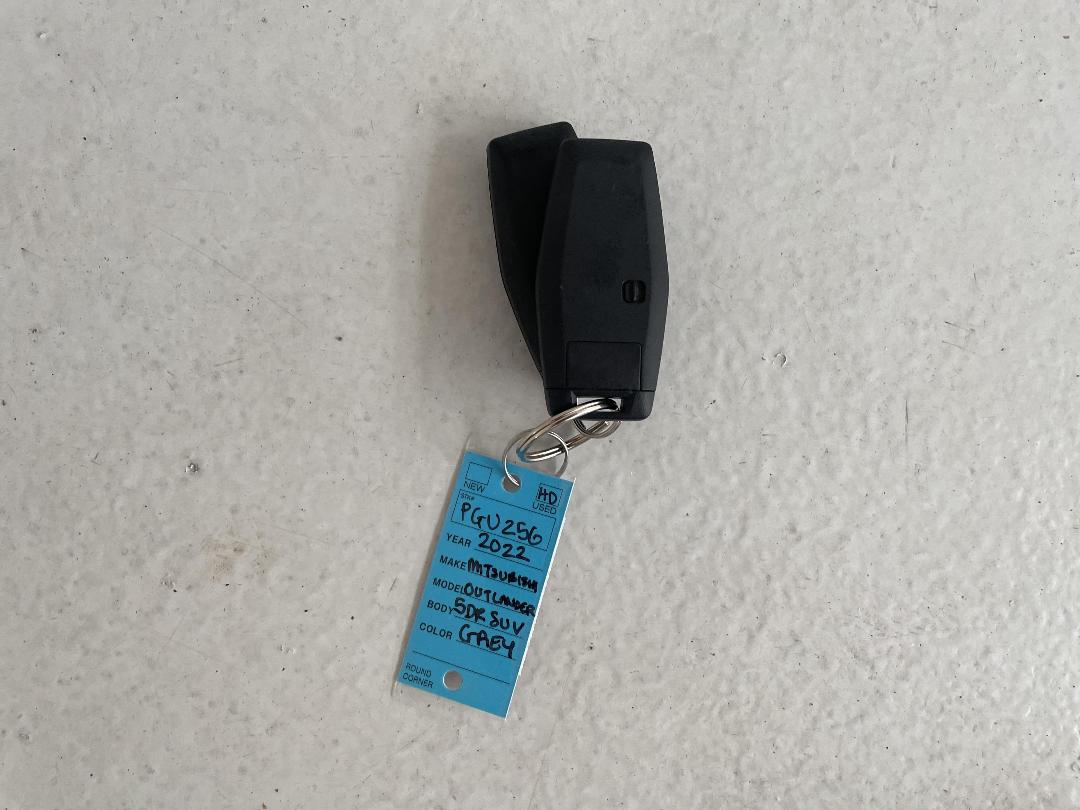 NEW HD USED
STK# PGU256
YEAR 2022
MAKE MITSUBISHI
MODEL OUTLANDER
BODY 5DR SUV
COLOR GREY
ROUND
CORNER